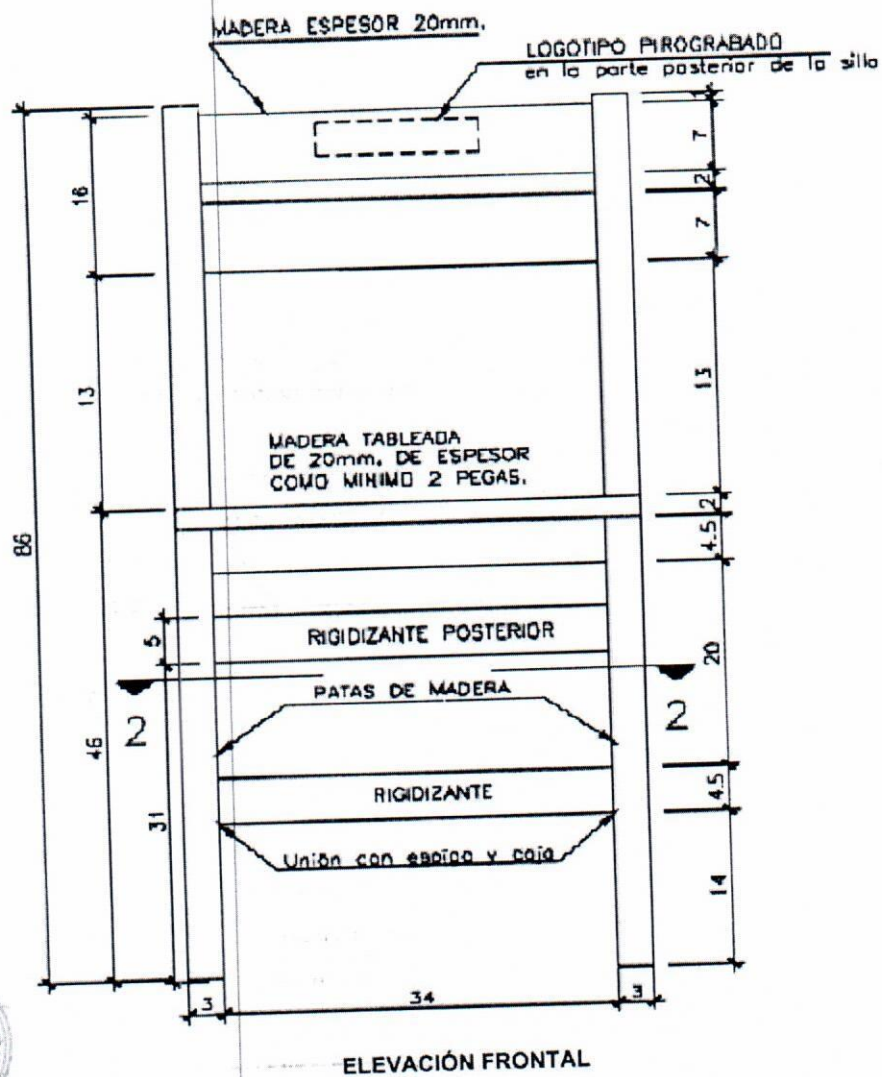 MADERA ESPESOR 20mm.
LOGOTIPO PIROGRABADO
en la parte posterior de la silla
1
7
2
7
16
13
13
MADERA TABLEADA
DE 20mm. DE ESPESOR
COMO MINIMO 2 PEGAS.
2
4.5
86
5
RIGIDIZANTE POSTERIOR
20
PATAS DE MADERA
2
2
46
31
RIGIDIZANTE
4.5
Unión con espiga y caja
14
3
34
3
ELEVACIÓN FRONTAL